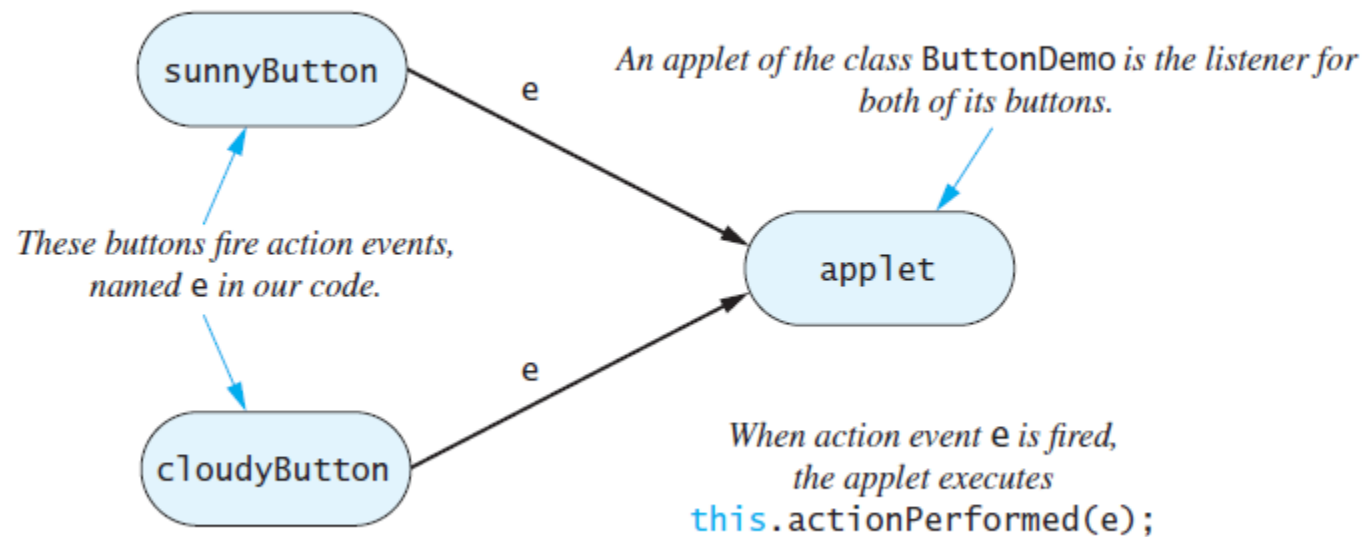 sunnyButton
e
An applet of the class ButtonDemo is the listener for
both of its buttons.
These buttons fire action events,
named e in our code.
applet
e
cloudyButton
When action event e is fired,
the applet executes
this.actionPerformed(e);